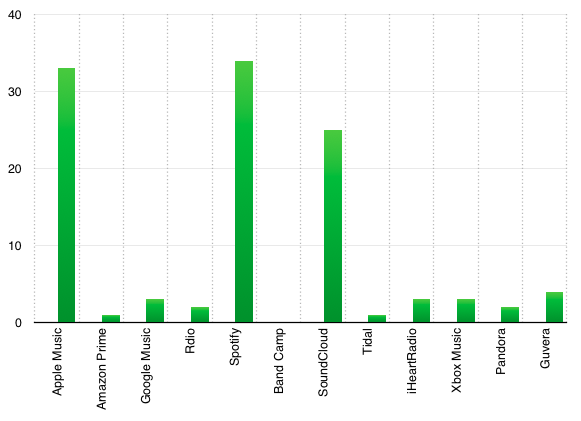 40
30
20
10
0
Apple Music
Amazon Prime
Google Music
Rdio
Spotify
Band Camp
SoundCloud
Tidal
iHeartRadio
Xbox Music
Pandora
Guvera